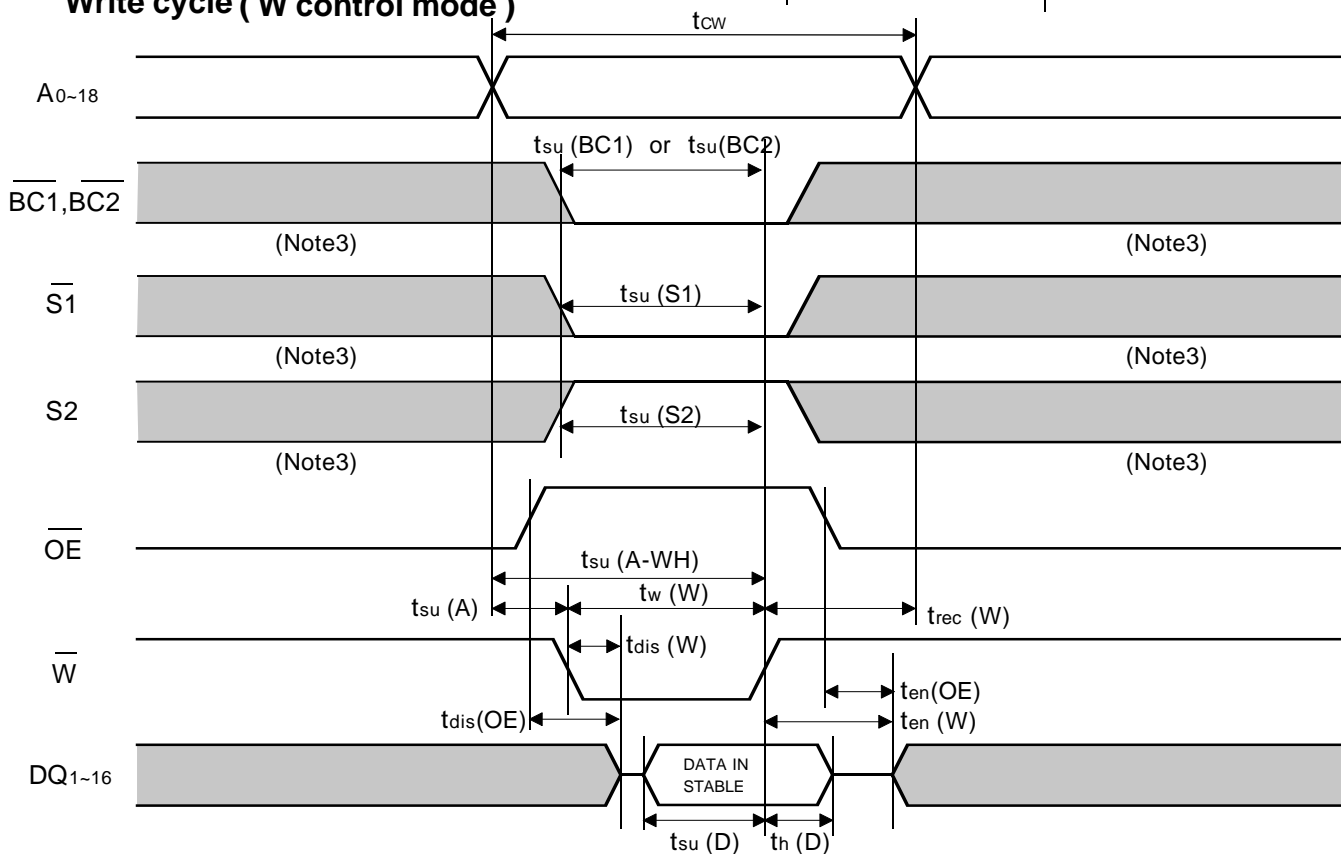 Write cycle ( W control mode )
tCW
A0~18
tsu (BC1) or tsu(BC2)
BC1,BC2
(Note3) (Note3)
S1
tsu (S1)
(Note3) (Note3)
S2
tsu (S2)
(Note3) (Note3)
OE
tsu (A-WH)
tsu (A) tw (W) trec (W)
W
tdis (W)
ten(OE)
tdis(OE) ten (W)
DQ1~16
DATA IN
STABLE
tsu (D) th (D)